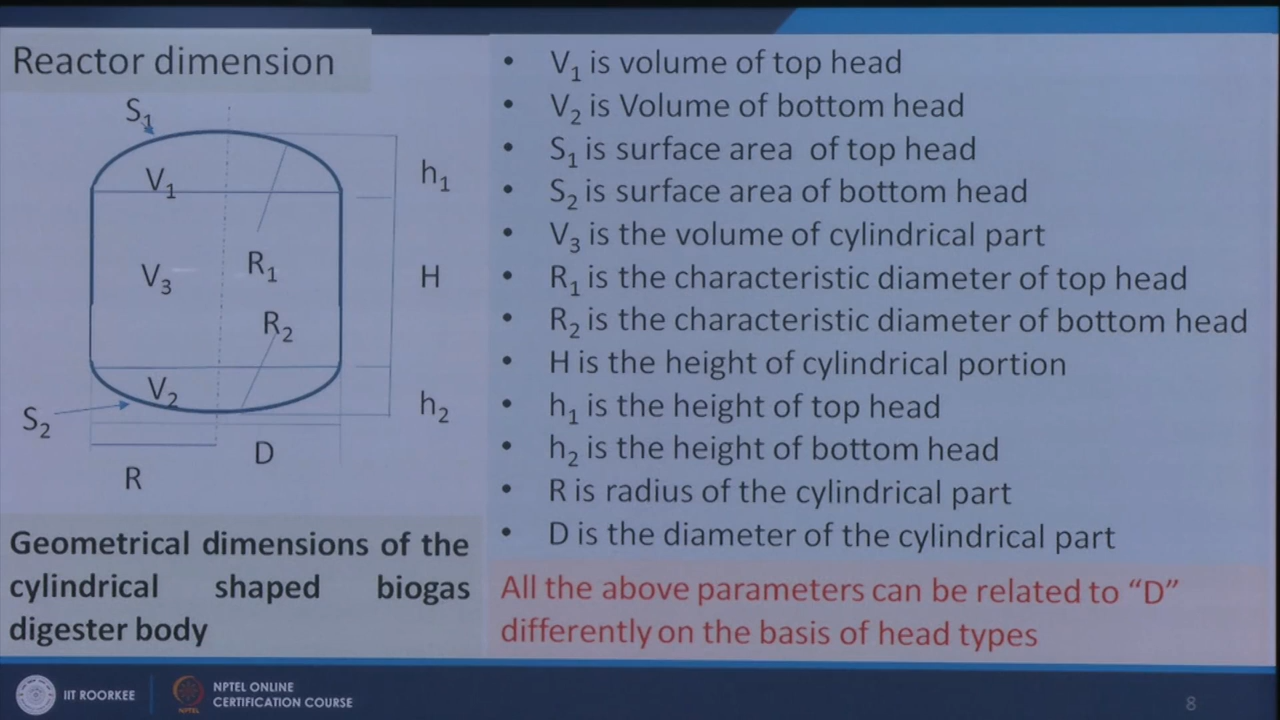 Reactor dimension
S₁
V₁
h₁
V₃
R₁
H
R₂
V₂
S₂
h₂
D
R
Geometrical dimensions of the
cylindrical shaped biogas
digester body
• V₁ is volume of top head
• V₂ is Volume of bottom head
• S₁ is surface area of top head
• S₂ is surface area of bottom head
• V₃ is the volume of cylindrical part
• R₁ is the characteristic diameter of top head
• R₂ is the characteristic diameter of bottom head
• H is the height of cylindrical portion
• h₁ is the height of top head
• h₂ is the height of bottom head
• R is radius of the cylindrical part
• D is the diameter of the cylindrical part
All the above parameters can be related to “D”
differently on the basis of head types
IIT ROORKEE
NPTEL ONLINE
CERTIFICATION COURSE
8